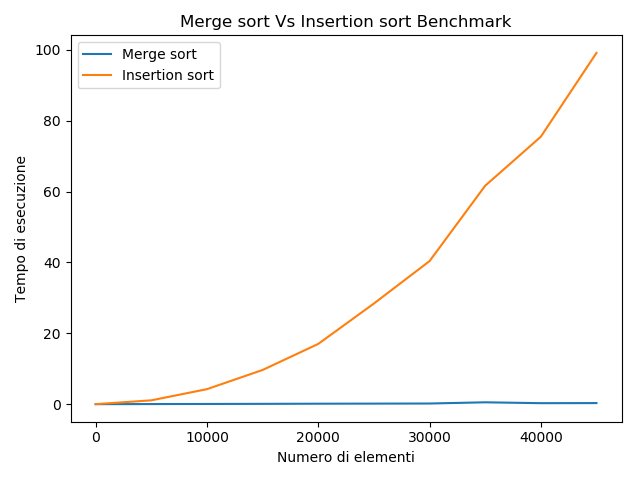 Merge sort Vs Insertion sort Benchmark
Merge sort
Insertion sort
100
80
60
40
20
0
Tempo di esecuzione
0 10000 20000 30000 40000
Numero di elementi